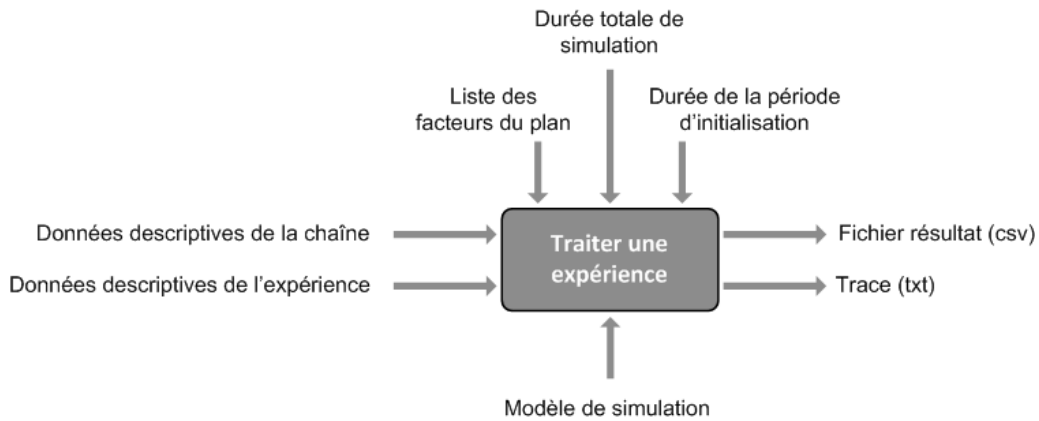 Durée totale de
simulation
Liste des
facteurs du plan
Durée de la période
d'initialisation
Données descriptives de la chaîne
Données descriptives de l'expérience
Traiter une
expérience
Fichier résultat (csv)
Trace (txt)
Modèle de simulation